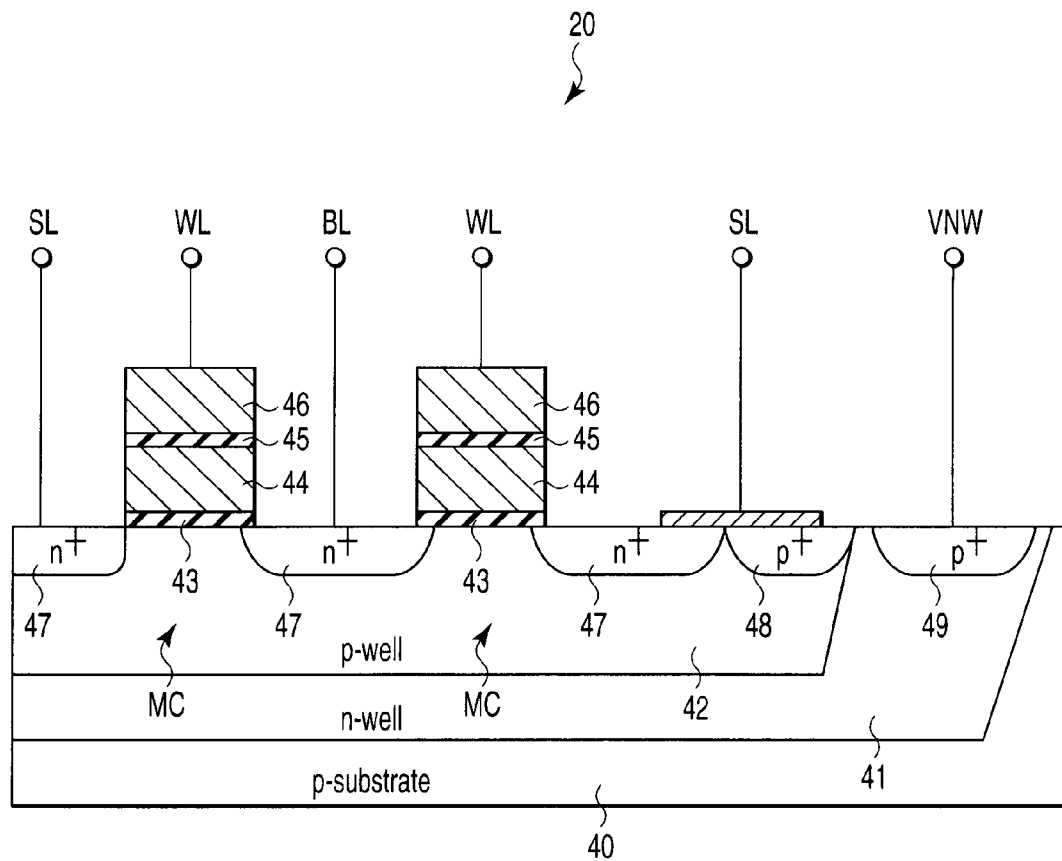 20
SL WL BL WL SL VNW
46 46
45 45
44 44
n+ n+ n+ p+ p+
47 43 47 43 47 48 49
p-well
MC MC 42
n-well
41
p-substrate
40